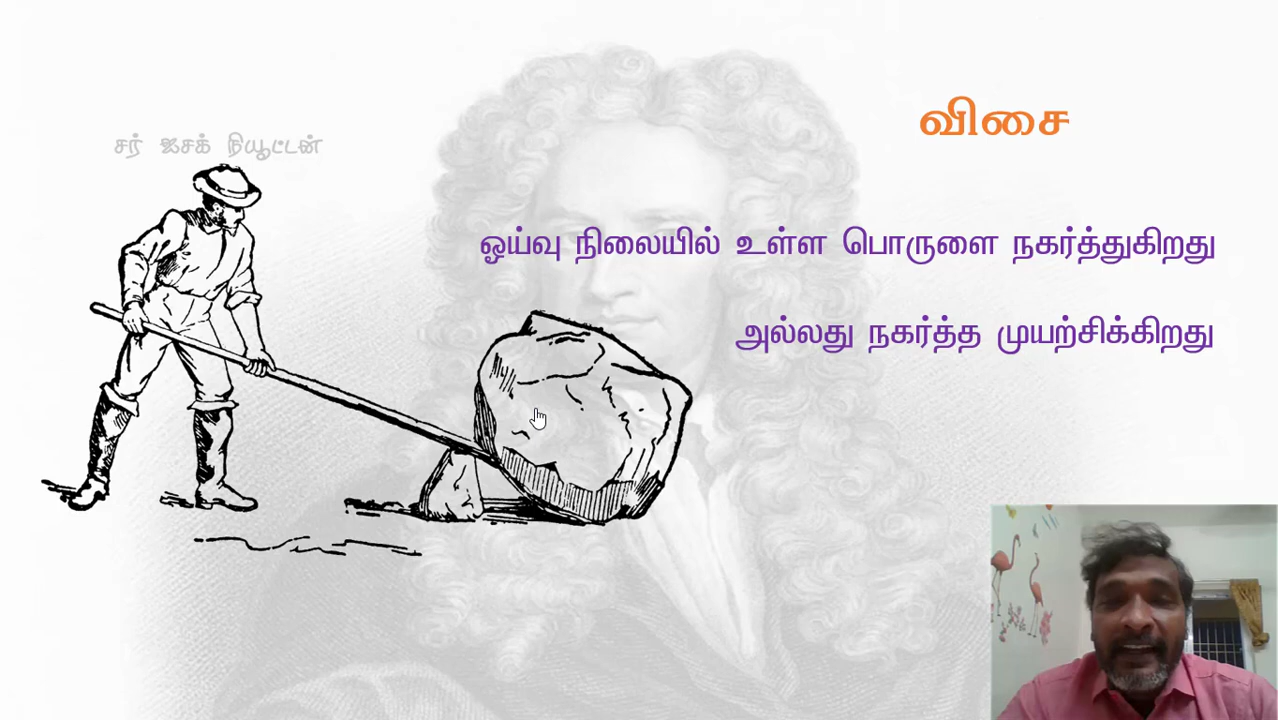 விசை
சர் ஐசக் நியூட்டன்
ஓய்வு நிலையில் உள்ள பொருளை நகர்த்துகிறது
அல்லது நகர்த்த முயற்சிக்கிறது